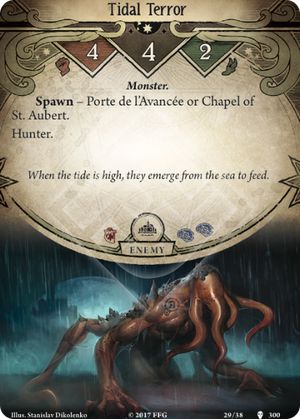 Tidal Terror
4 4 2
Monster.
Spawn – Porte de l'Avancée or Chapel of
St. Aubert.
Hunter.
When the tide is high, they emerge from the sea to feed.
ENEMY
Illus. Stanislav Dikolenko © 2017 FFG 29/38 300